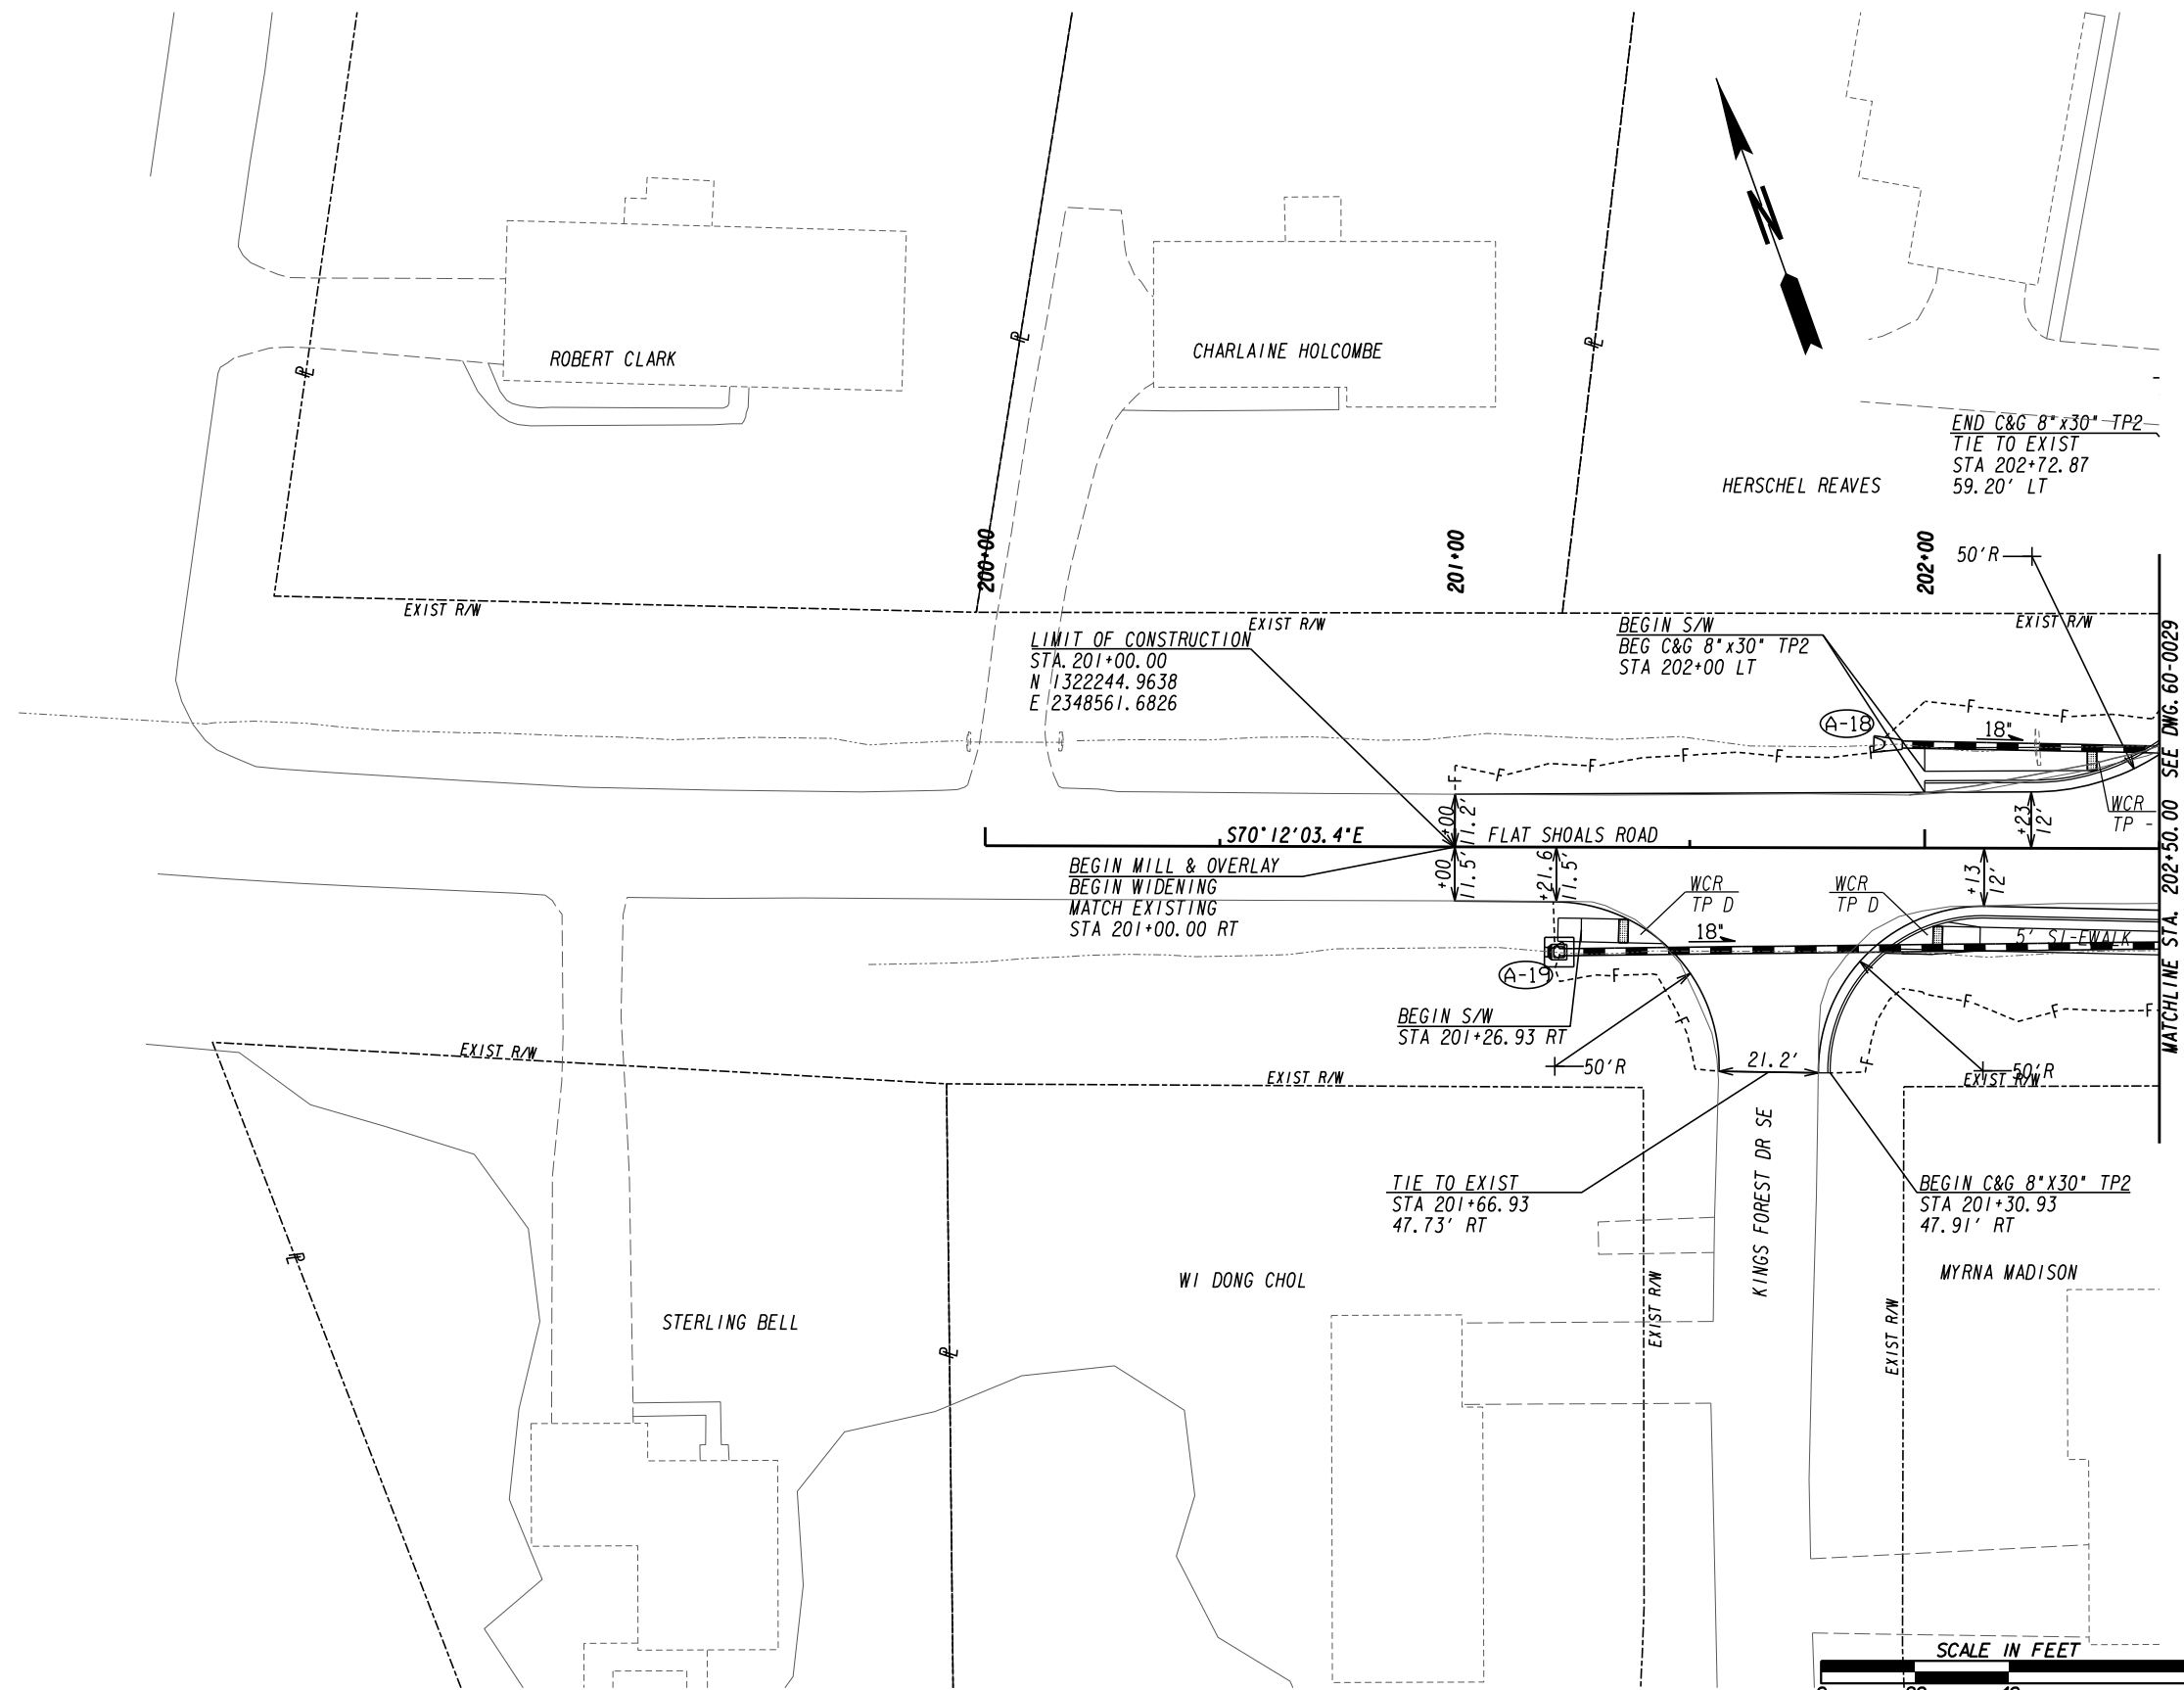 N
ROBERT CLARK
CHARLAINE HOLCOMBE
HERSCHEL REAVES
END C&G 8"x30" TP2
TIE TO EXIST
STA 202+72.87
59.20' LT
200+00
201+00
202+00
50'R
EXIST R/W
EXIST R/W
EXIST R/W
LIMIT OF CONSTRUCTION
STA. 201+00.00
N 1322244.9638
E 2348561.6826
BEGIN S/W
BEG C&G 8"x30" TP2
STA 202+00 LT
A-18
18"
F
F
F
F
F
F
F
F
F
WCR
TP -
+00
11.2'
+23
12'
S70°12'03.4"E
FLAT SHOALS ROAD
MATCHLINE STA. 202+50.00 SEE DWG.60-0029
BEGIN MILL & OVERLAY
BEGIN WIDENING
MATCH EXISTING
STA 201+00.00 RT
+00
11.5'
+21.6
11.5'
+13
12'
WCR
TP D
WCR
TP D
18"
A-19
F
F
F
F
F
F
F
BEGIN S/W
STA 201+26.93 RT
50'R
21.2'
50'R
EXIST R/W
EXIST R/W
EXIST R/W
TIE TO EXIST
STA 201+66.93
47.73' RT
KINGS FOREST DR SE
BEGIN C&G 8"X30" TP2
STA 201+30.93
47.91' RT
WI DONG CHOL
MYRNA MADISON
STERLING BELL
EXIST R/W
EXIST R/W
SCALE IN FEET